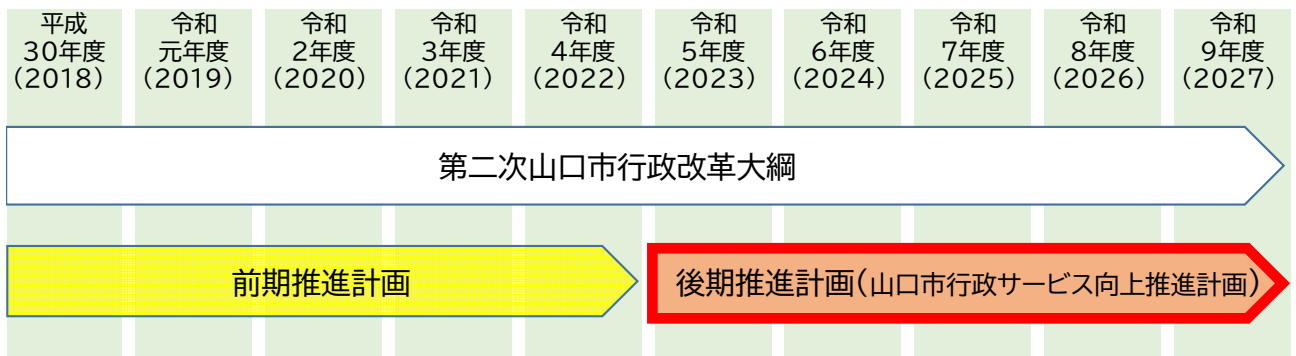 平成
30年度
(2018)
令和
元年度
(2019)
令和
2年度
(2020)
令和
3年度
(2021)
令和
4年度
(2022)
令和
5年度
(2023)
令和
6年度
(2024)
令和
7年度
(2025)
令和
8年度
(2026)
令和
9年度
(2027)
第二次山口市行政改革大綱
前期推進計画
後期推進計画(山口市行政サービス向上推進計画)